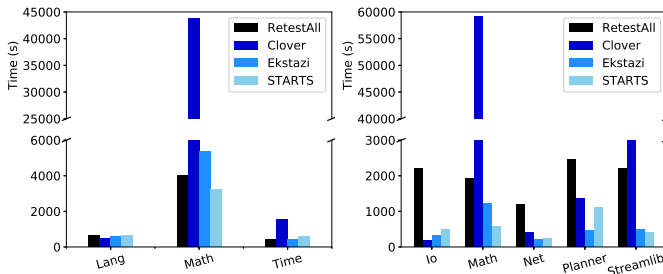 45000
40000
35000
30000
25000
6000
4000
2000
0
Time (s)
RetestAll
Clover
Ekstazi
STARTS
Lang
Math
Time
60000
55000
50000
45000
40000
3000
2000
1000
0
Time (s)
RetestAll
Clover
Ekstazi
STARTS
Io
Math
Net
Planner
Streamlib